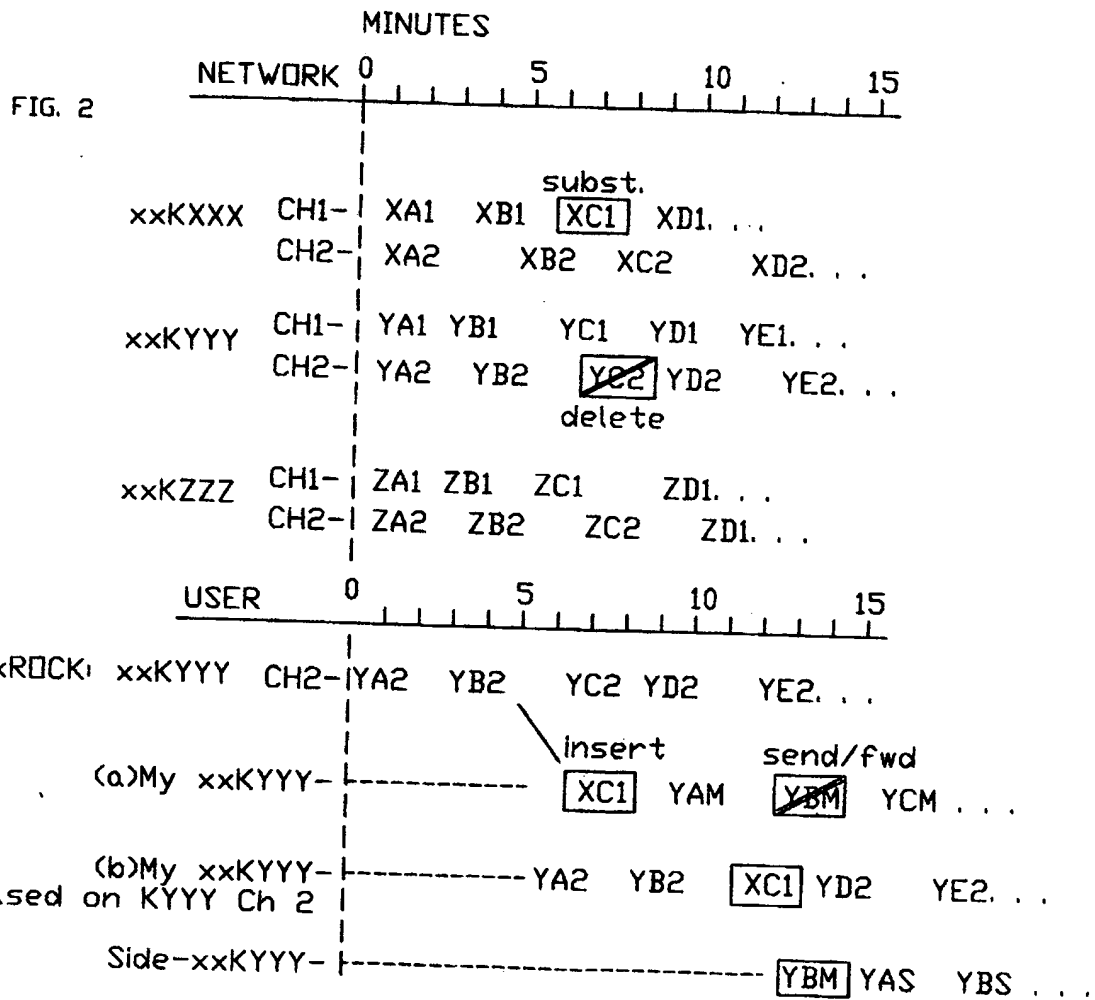 MINUTES
NETWORK 0 5 10 15
FIG. 2
subst.
xxKXXX CH1- XA1 XB1 XC1 XD1. . .
CH2- XA2 XB2 XC2 XD2. . .
xxKYYY CH1- YA1 YB1 YC1 YD1 YE1. . .
CH2- YA2 YB2 YC2 YD2 YE2. . .
delete
xxKZZZ CH1- ZA1 ZB1 ZC1 ZD1. . .
CH2- ZA2 ZB2 ZC2 ZD1. . .
USER 0 5 10 15
xROCK: xxKYYY CH2- YA2 YB2 YC2 YD2 YE2. . .
insert send/fwd
(a)My xxKYYY- XC1 YAM YBM YCM . . .
(b)My xxKYYY- YA2 YB2 XC1 YD2 YE2. . .
sed on KYYY Ch 2
Side-xxKYYY- YBM YAS YBS . . .